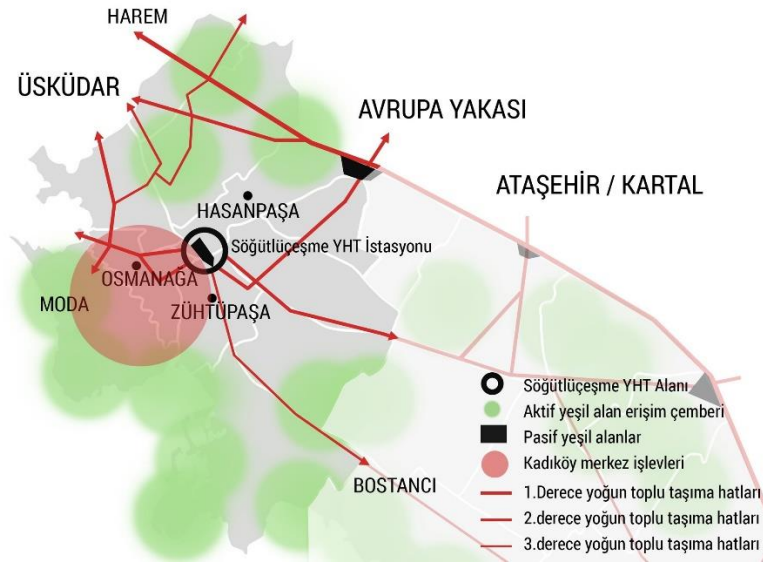 HAREM
ÜSKÜDAR
AVRUPA YAKASI
ATAŞEHİR / KARTAL
HASANPAŞA
Söğütlüçeşme YHT İstasyonu
OSMANAĞA
MODA
ZÜHTÜPAŞA
BOSTANCI
Söğütlüçeşme YHT Alanı
Aktif yeşil alan erişim çemberi
Pasif yeşil alanlar
Kadıköy merkez işlevleri
1.Derece yoğun toplu taşıma hatları
2.derece yoğun toplu taşıma hatları
3.derece yoğun toplu taşıma hatları